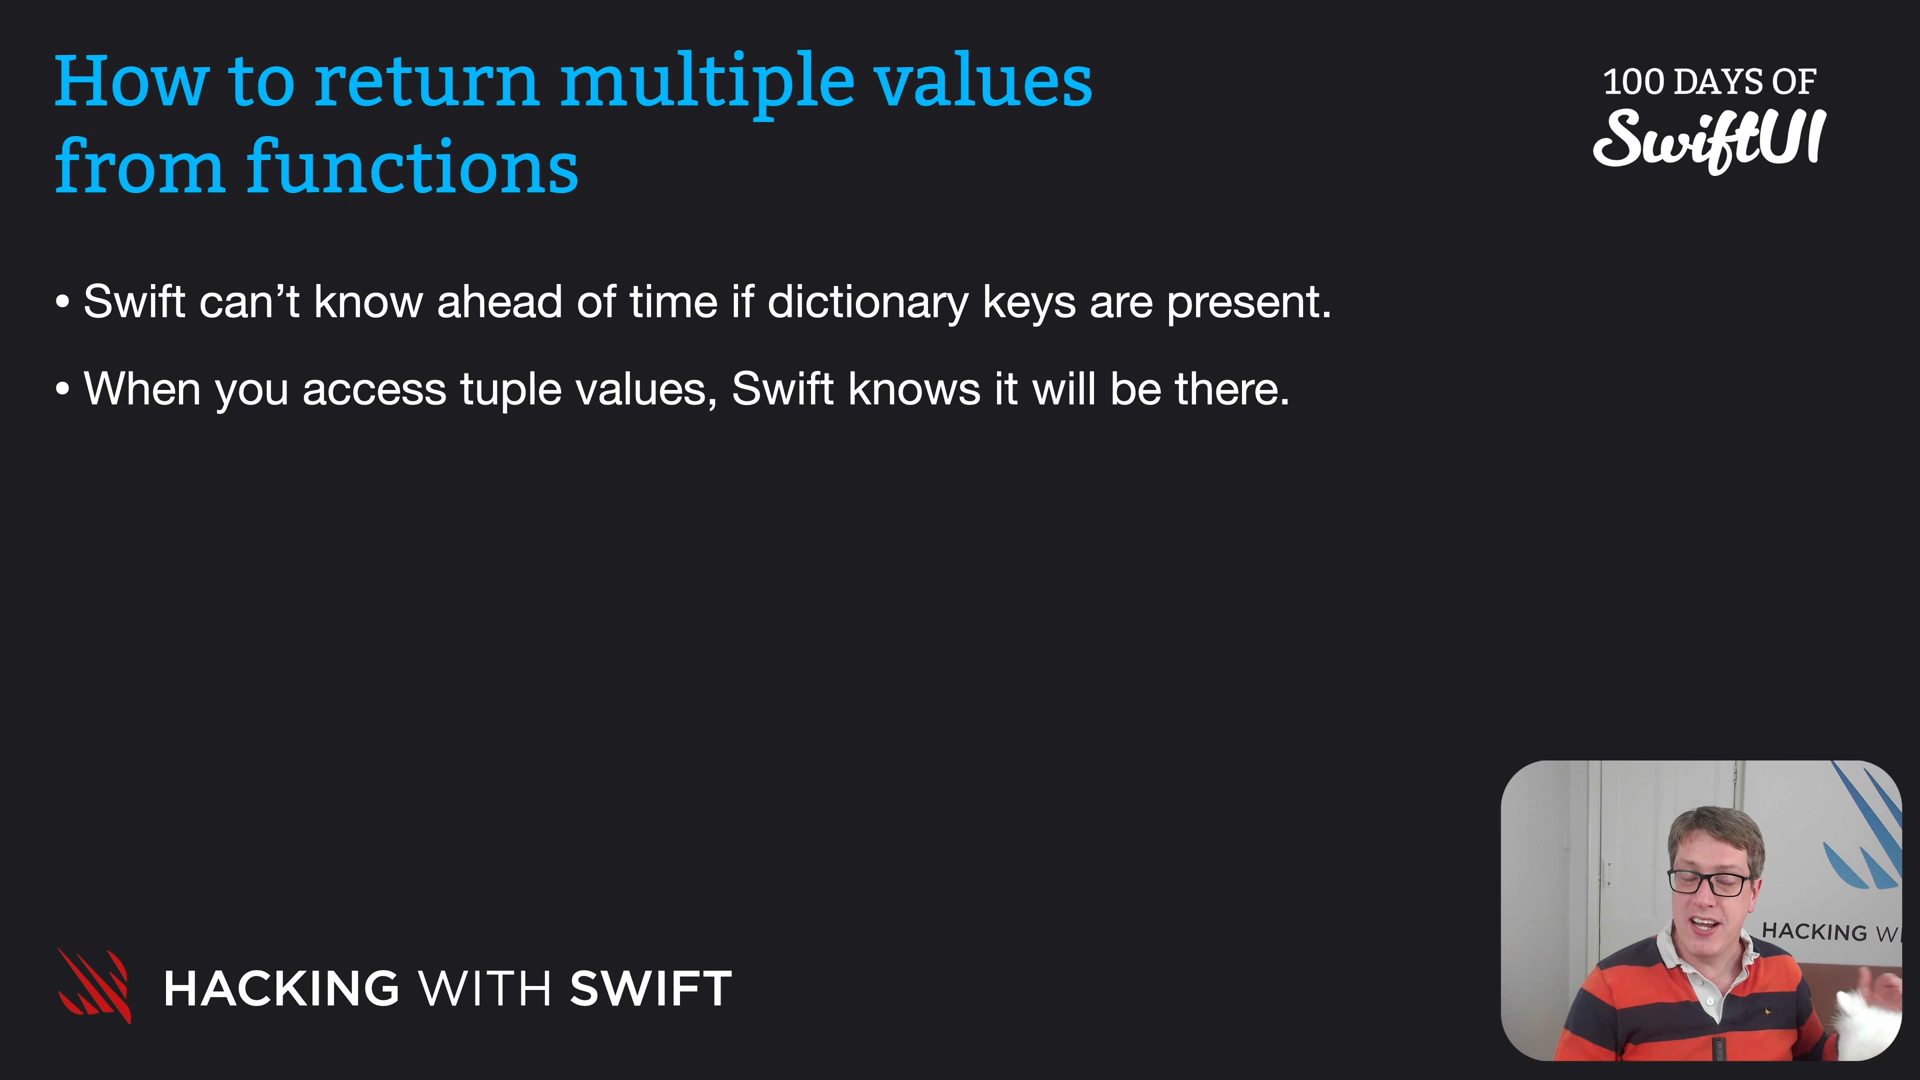 How to return multiple values
from functions
100 DAYS OF
SwiftUI
• Swift can’t know ahead of time if dictionary keys are present.
• When you access tuple values, Swift knows it will be there.
HACKING WITH SWIFT
HACKING WI